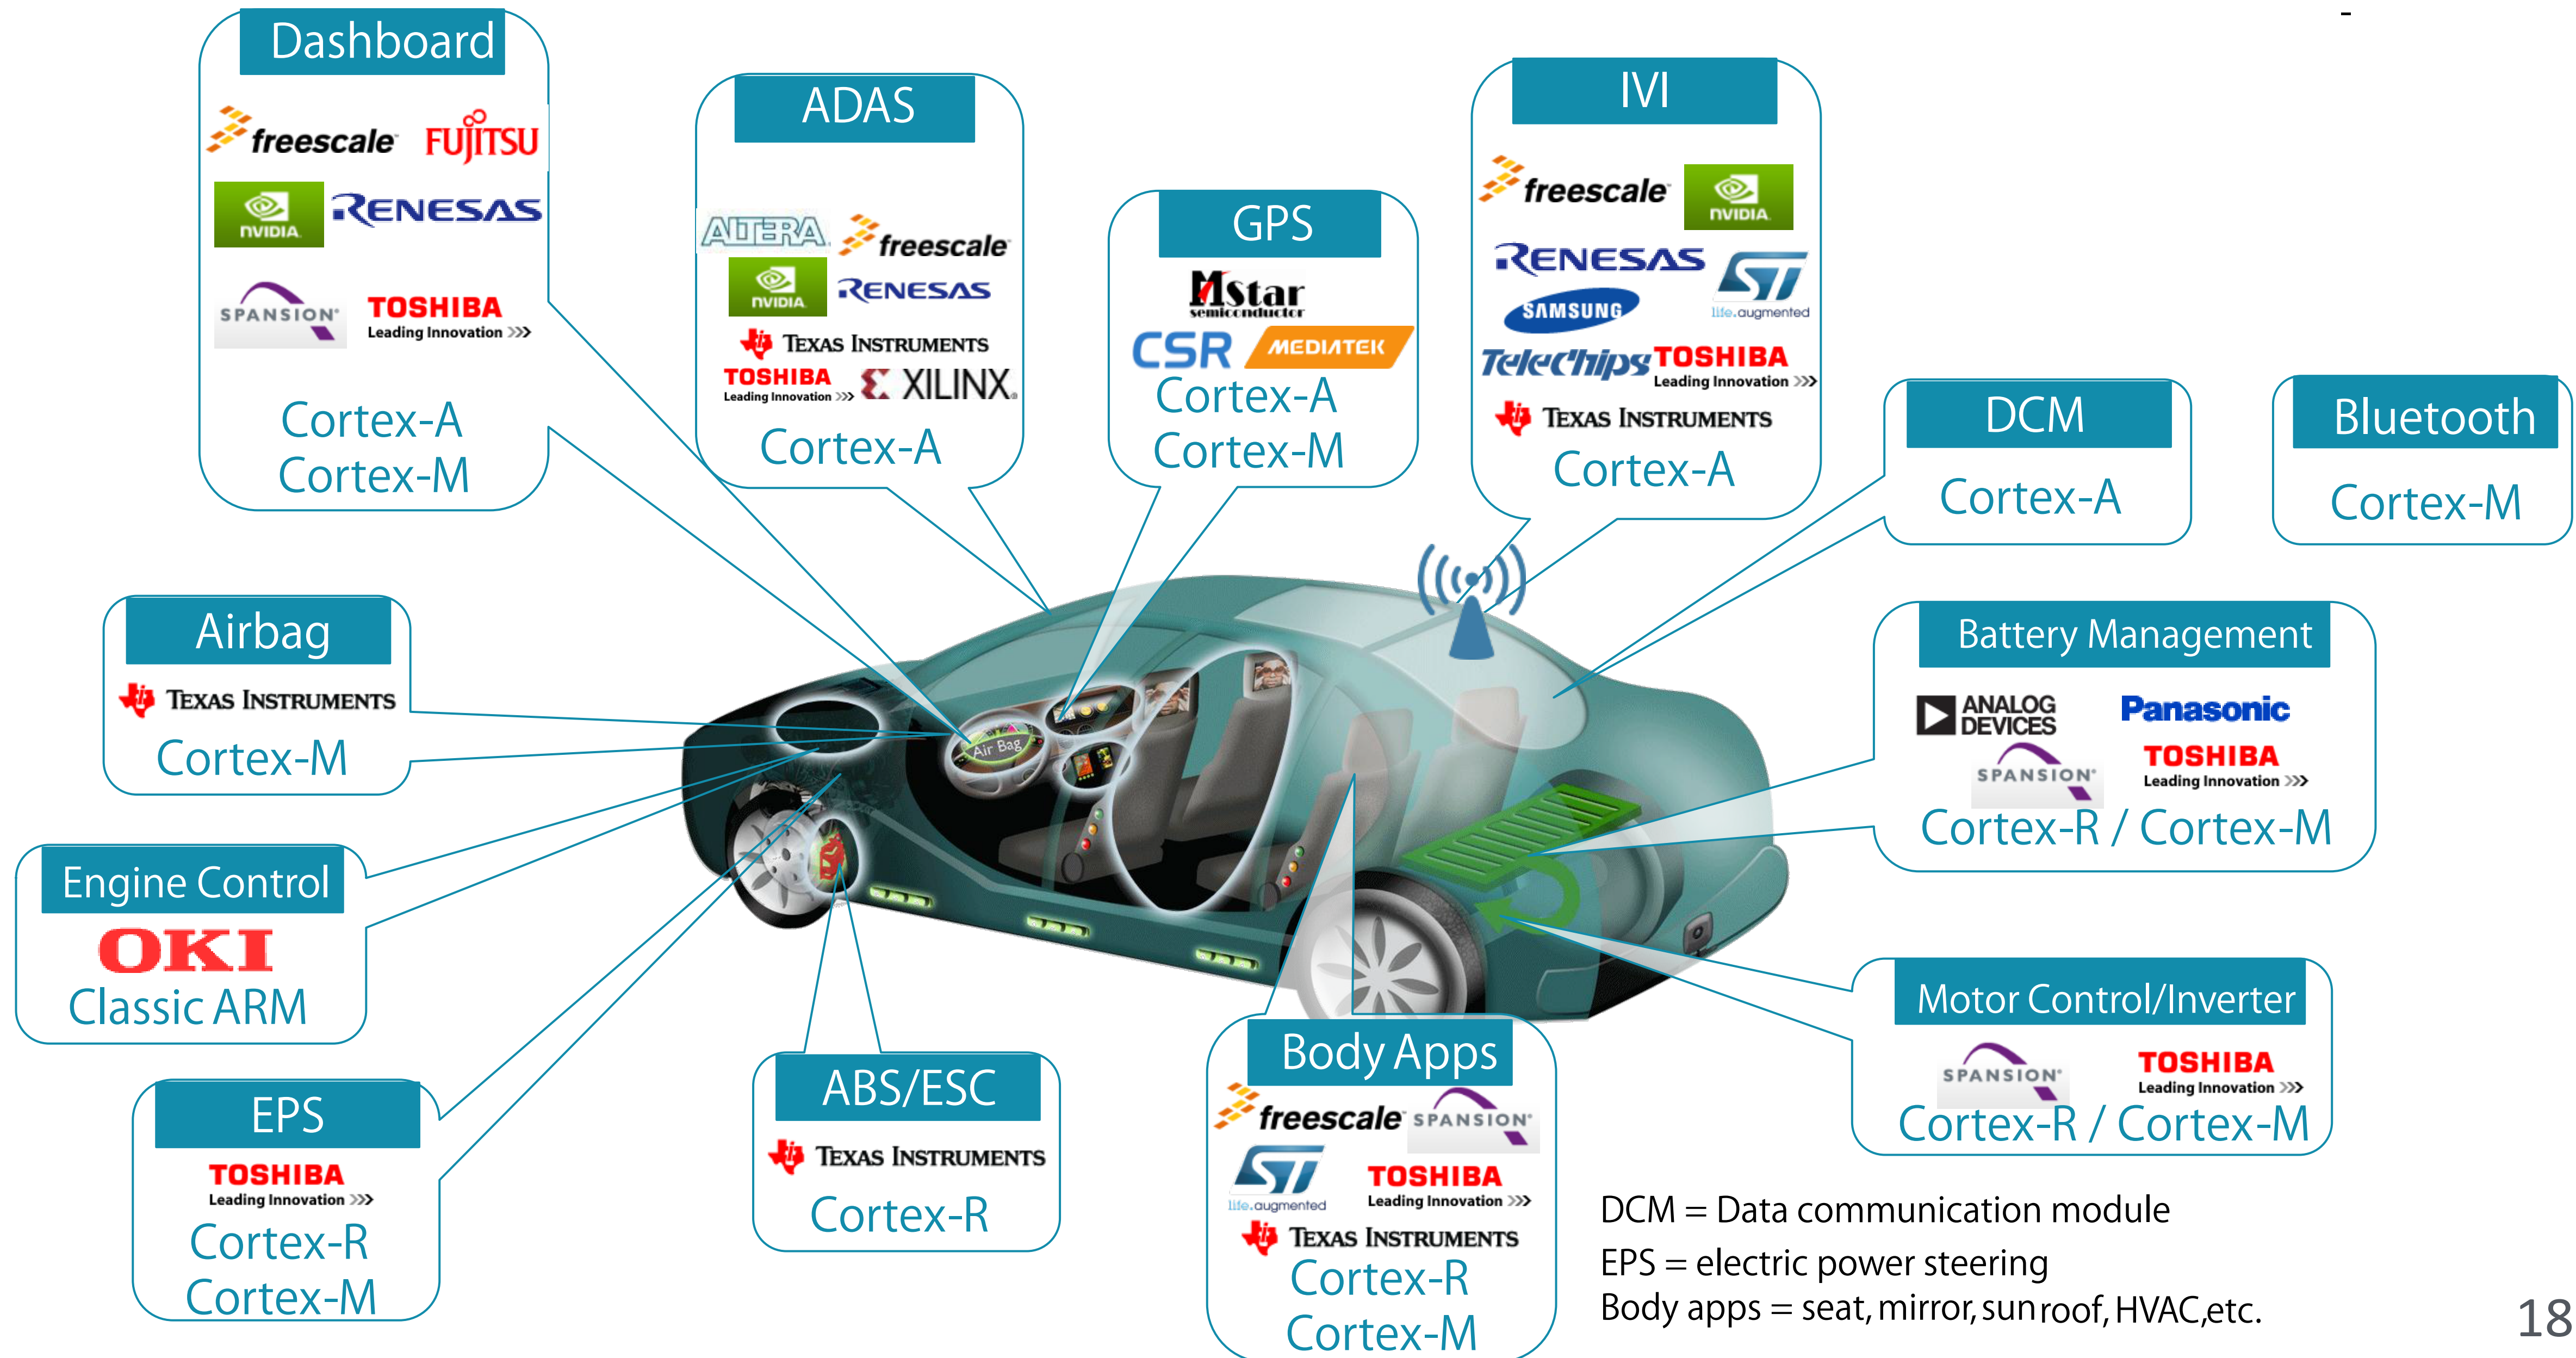 -
Dashboard
freescale™ FUJITSU
NVIDIA RENESAS
SPANSION® TOSHIBA
Leading Innovation >>>
Cortex-A
Cortex-M
ADAS
ALTERA freescale™
NVIDIA RENESAS
TEXAS INSTRUMENTS
TOSHIBA
Leading Innovation >>> XILINX®
Cortex-A
GPS
MStar
semiconductor
CSR MEDIATEK
Cortex-A
Cortex-M
IVI
freescale™ NVIDIA
RENESAS ST
life.augmented
SAMSUNG
Telechips TOSHIBA
Leading Innovation >>>
TEXAS INSTRUMENTS
Cortex-A
DCM
Cortex-A
Bluetooth
Cortex-M
Airbag
TEXAS INSTRUMENTS
Cortex-M
Air Bag
Battery Management
ANALOG
DEVICES
Panasonic
SPANSION® TOSHIBA
Leading Innovation >>>
Cortex-R / Cortex-M
Engine Control
OKI
Classic ARM
Motor Control/Inverter
SPANSION® TOSHIBA
Leading Innovation >>>
Cortex-R / Cortex-M
EPS
TOSHIBA
Leading Innovation >>>
Cortex-R
Cortex-M
ABS/ESC
TEXAS INSTRUMENTS
Cortex-R
Body Apps
freescale™ SPANSION®
ST
life.augmented
TOSHIBA
Leading Innovation >>>
TEXAS INSTRUMENTS
Cortex-R
Cortex-M
DCM = Data communication module
EPS = electric power steering
Body apps = seat, mirror, sunroof, HVAC,etc.
18